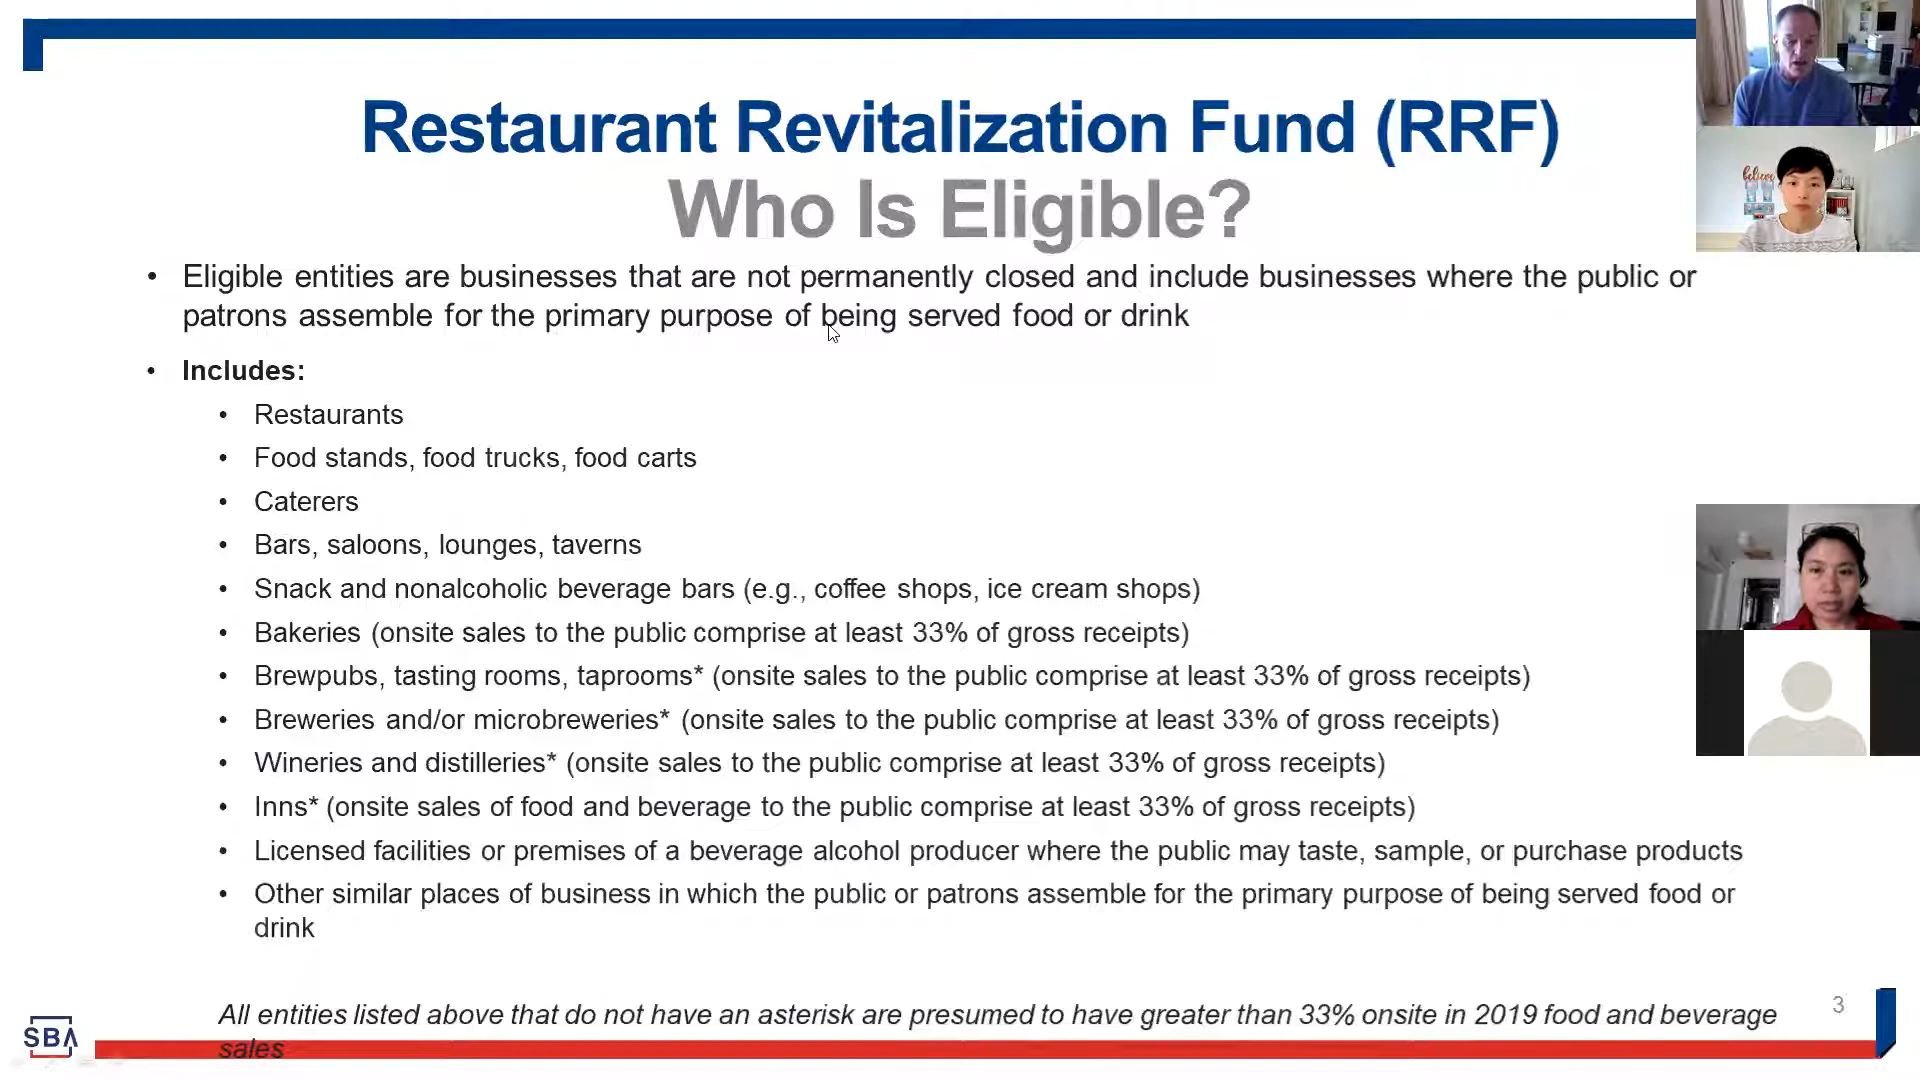 Restaurant Revitalization Fund (RRF)
Who Is Eligible?
• Eligible entities are businesses that are not permanently closed and include businesses where the public or
patrons assemble for the primary purpose of being served food or drink
• Includes:
• Restaurants
• Food stands, food trucks, food carts
• Caterers
• Bars, saloons, lounges, taverns
• Snack and nonalcoholic beverage bars (e.g., coffee shops, ice cream shops)
• Bakeries (onsite sales to the public comprise at least 33% of gross receipts)
• Brewpubs, tasting rooms, taprooms* (onsite sales to the public comprise at least 33% of gross receipts)
• Breweries and/or microbreweries* (onsite sales to the public comprise at least 33% of gross receipts)
• Wineries and distilleries* (onsite sales to the public comprise at least 33% of gross receipts)
• Inns* (onsite sales of food and beverage to the public comprise at least 33% of gross receipts)
• Licensed facilities or premises of a beverage alcohol producer where the public may taste, sample, or purchase products
• Other similar places of business in which the public or patrons assemble for the primary purpose of being served food or
drink
All entities listed above that do not have an asterisk are presumed to have greater than 33% onsite in 2019 food and beverage
sales
3
SBA
believe